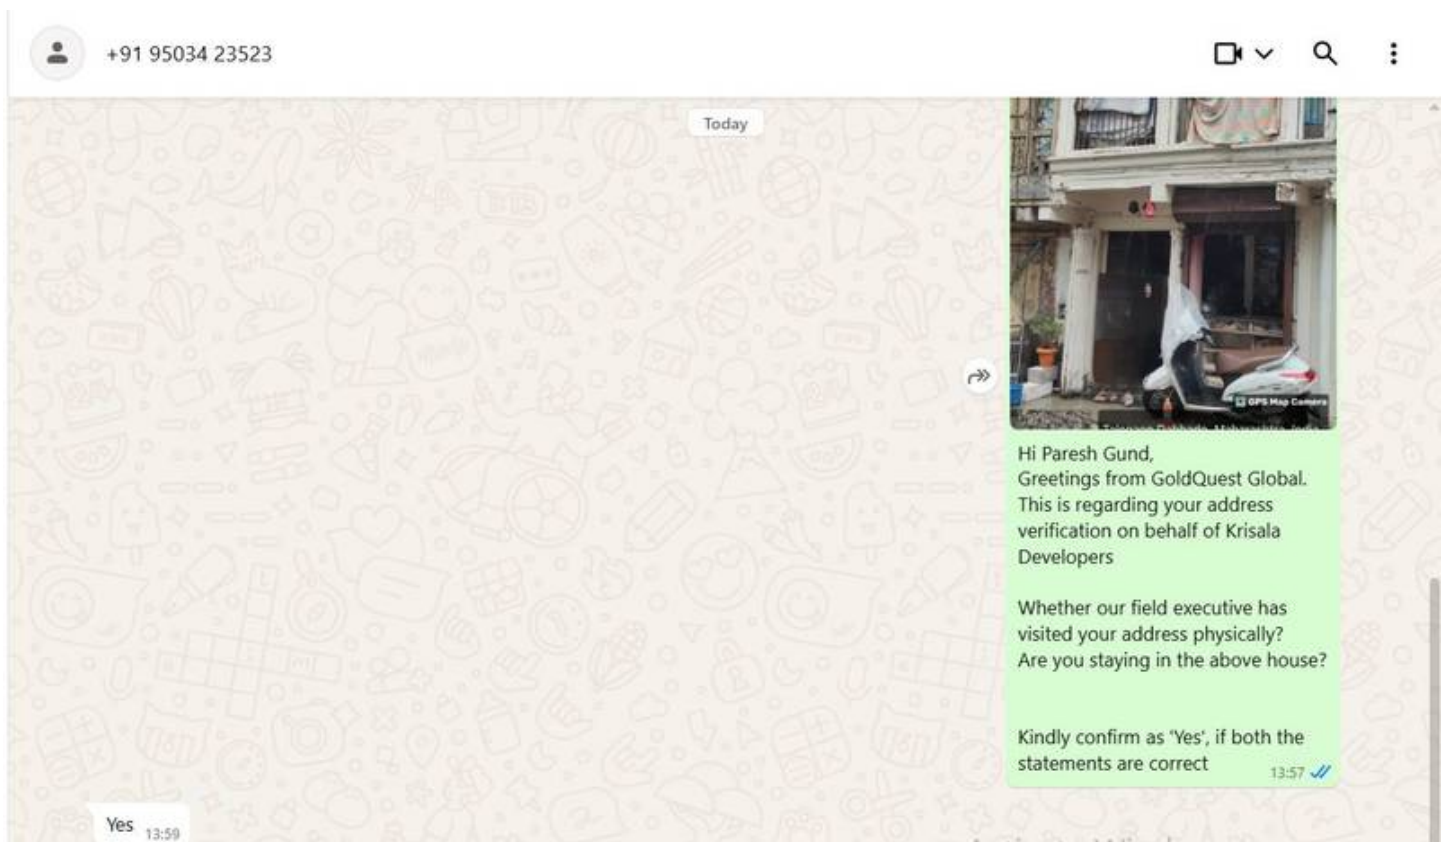 +91 95034 23523
Today
GPS Map Camera
Hi Paresh Gund,
Greetings from GoldQuest Global.
This is regarding your address
verification on behalf of Krisala
Developers
Whether our field executive has
visited your address physically?
Are you staying in the above house?
Kindly confirm as 'Yes', if both the
statements are correct
13:57
Yes 13:59